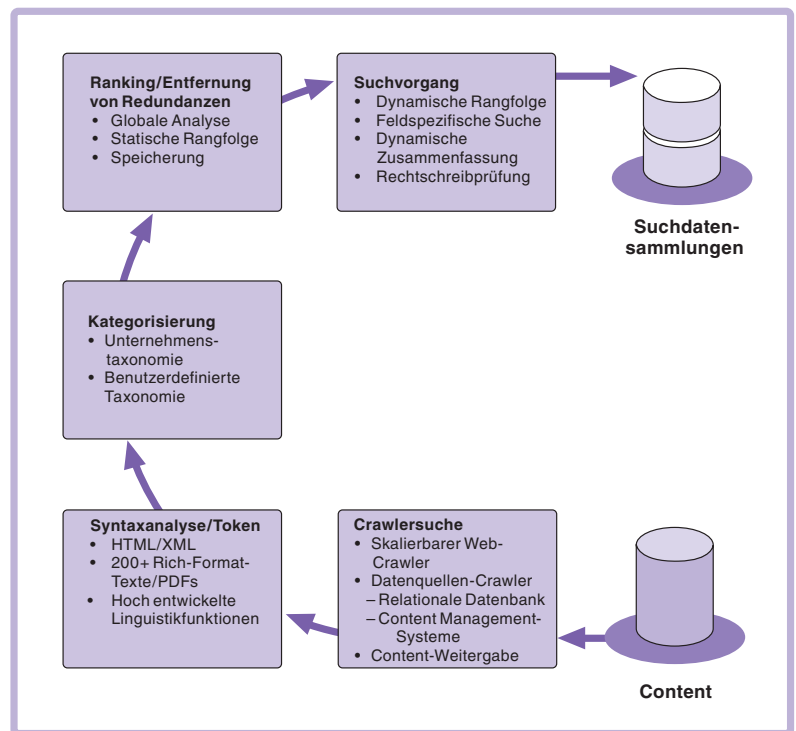 Ranking/Entfernung
von Redundanzen
• Globale Analyse
• Statische Rangfolge
• Speicherung
Suchvorgang
• Dynamische Rangfolge
• Feldspezifische Suche
• Dynamische
Zusammenfassung
• Rechtschreibprüfung
Suchdaten-
sammlungen
Kategorisierung
• Unternehmens-
taxonomie
• Benutzerdefinierte
Taxonomie
Syntaxanalyse/Token
• HTML/XML
• 200+ Rich-Format-
Texte/PDFs
• Hoch entwickelte
Linguistikfunktionen
Crawlersuche
• Skalierbarer Web-
Crawler
• Datenquellen-Crawler
– Relationale Datenbank
– Content Management-
Systeme
• Content-Weitergabe
Content